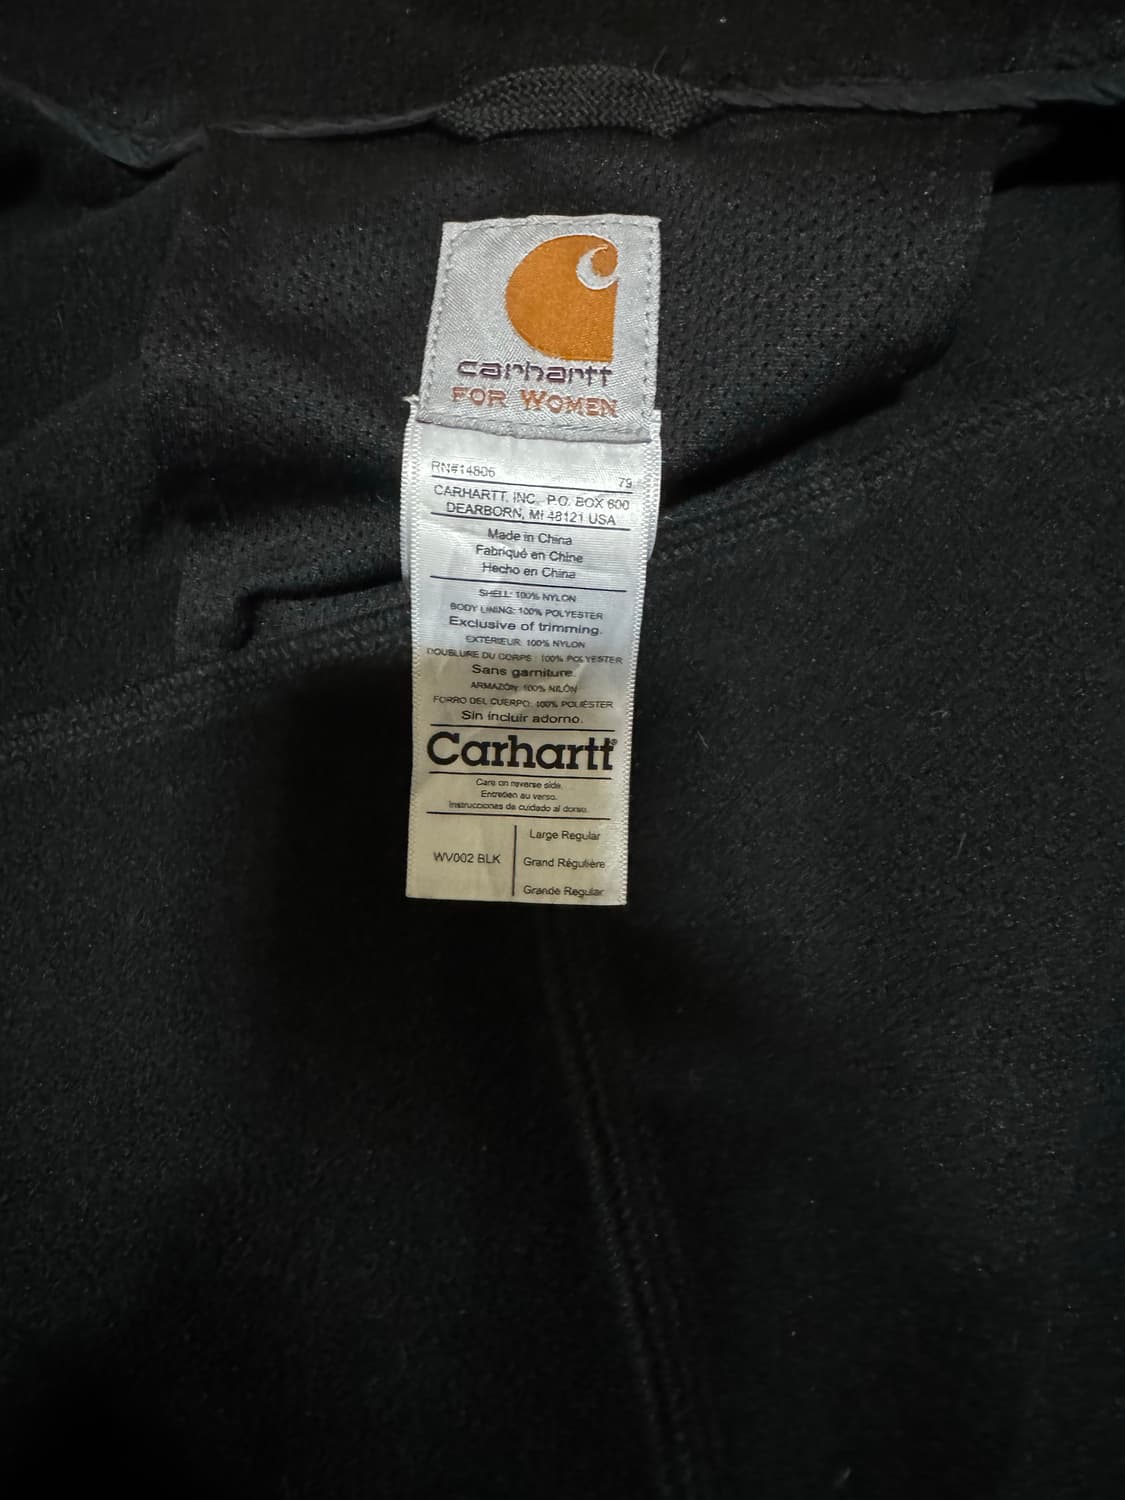 carhartt
FOR WOMEN
RN#14806 79
CARHARTT, INC. P.O. BOX 600
DEARBORN, MI 48121 USA
Made in China
Fabriqué en Chine
Hecho en China
SHELL: 100% NYLON
BODY LINING: 100% POLYESTER
Exclusive of trimming.
EXTÉRIEUR: 100% NYLON
DOUBLURE DU CORPS : 100% POLYESTER
Sans garniture.
ARMAZÓN: 100% NILÓN
FORRO DEL CUERPO: 100% POLIÉSTER
Sin incluir adorno.
Carhartt®
Care on reverse side.
Entretien au verso.
Instrucciones de cuidado al dorso.
WV002 BLK
Large Regular
Grand Régulière
Grande Regular